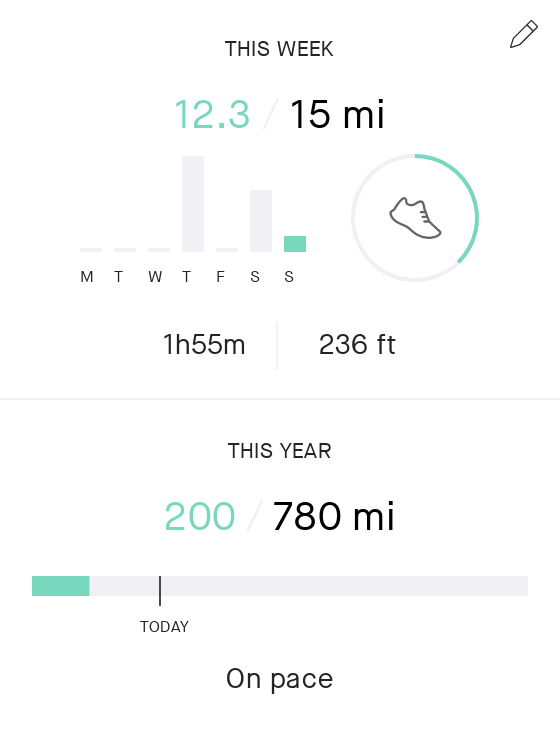 THIS WEEK
12.3 / 15 mi
M T W T F S S
1h55m 236 ft
THIS YEAR
200 / 780 mi
TODAY
On pace